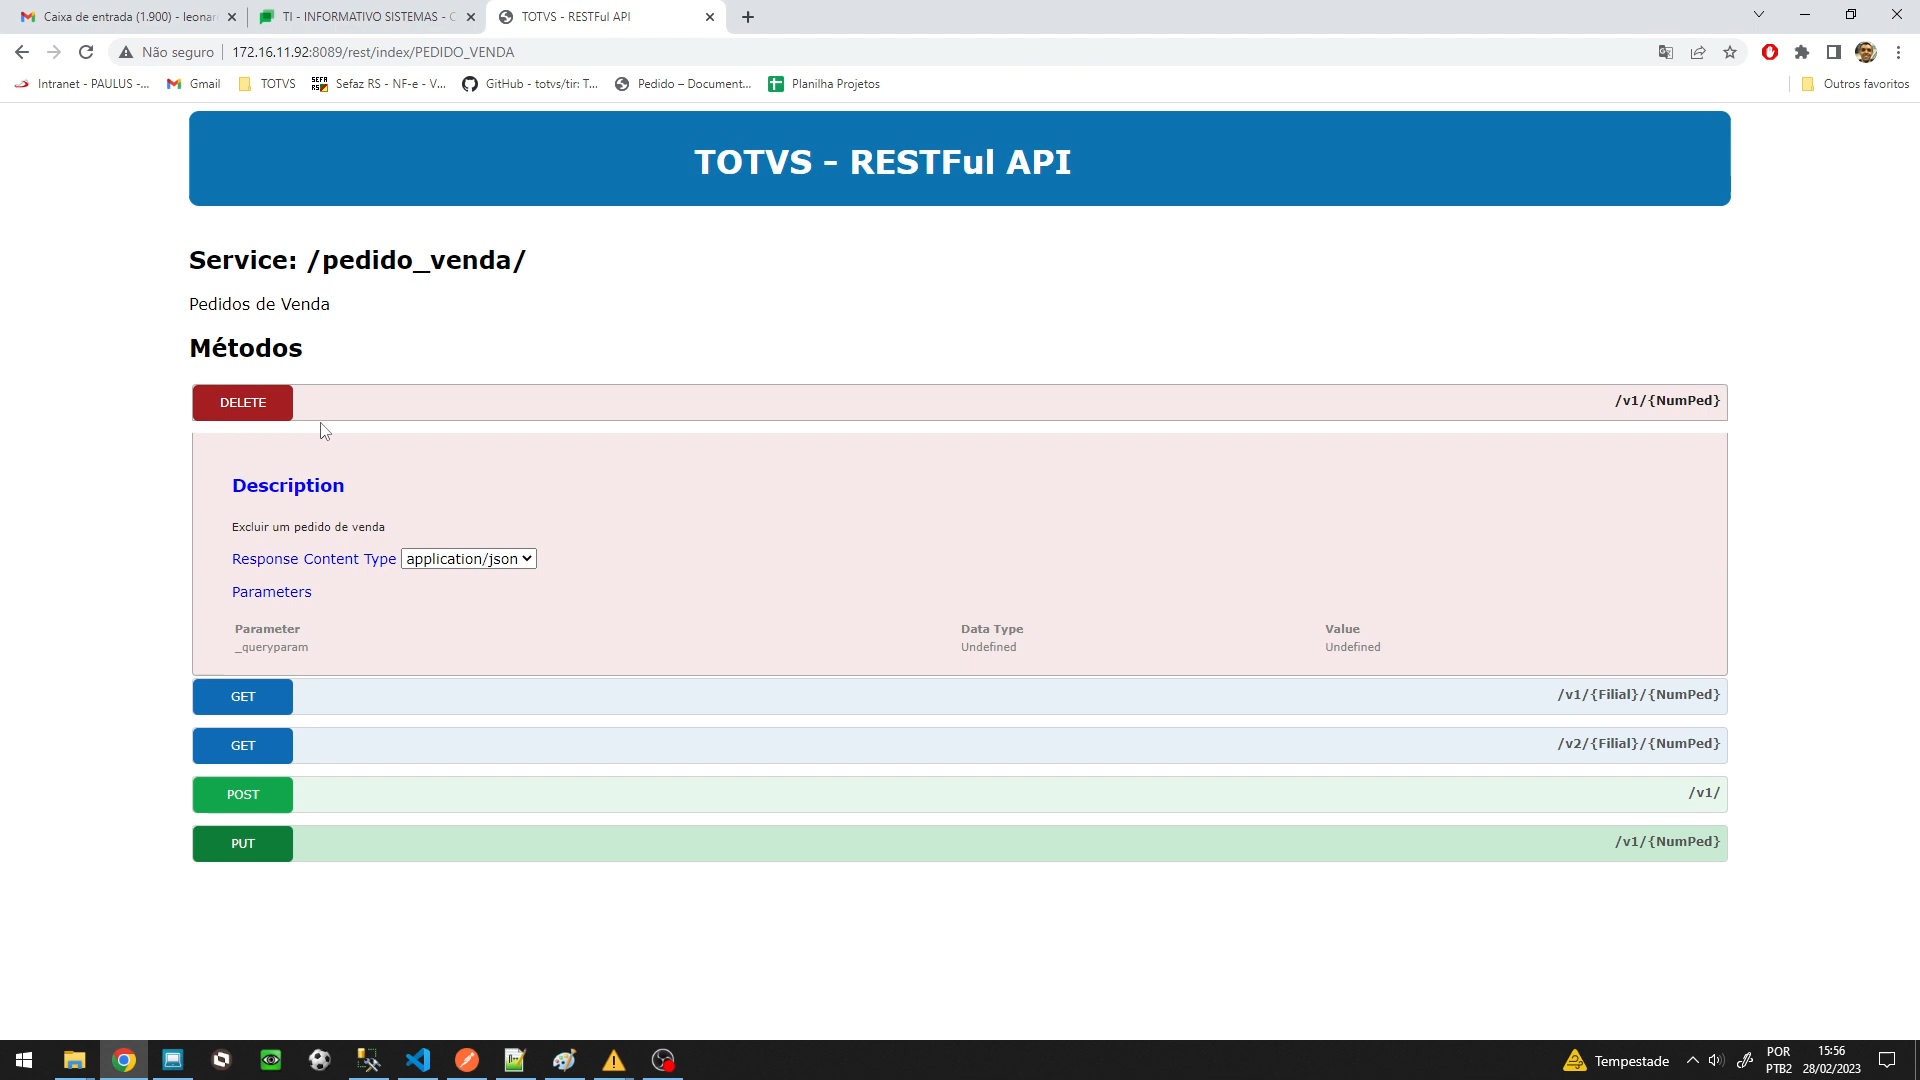 Caixa de entrada (1.900) - leonar
TI - INFORMATIVO SISTEMAS - C
TOTVS - RESTFul API
Não seguro
172.16.11.92:8089/rest/index/PEDIDO_VENDA
Intranet - PAULUS -...
Gmail
TOTVS
SEFA RS
Sefaz RS - NF-e - V...
GitHub - totvs/tir: T...
Pedido – Document...
Planilha Projetos
Outros favoritos
TOTVS - RESTFul API
Service: /pedido_venda/
Pedidos de Venda
Métodos
DELETE /v1/{NumPed}
Description
Excluir um pedido de venda
Response Content Type application/json
Parameters
Parameter Data Type Value
_queryparam Undefined Undefined
GET /v1/{Filial}/{NumPed}
GET /v2/{Filial}/{NumPed}
POST /v1/
PUT /v1/{NumPed}
Tempestade
POR
PTB2
15:56
28/02/2023